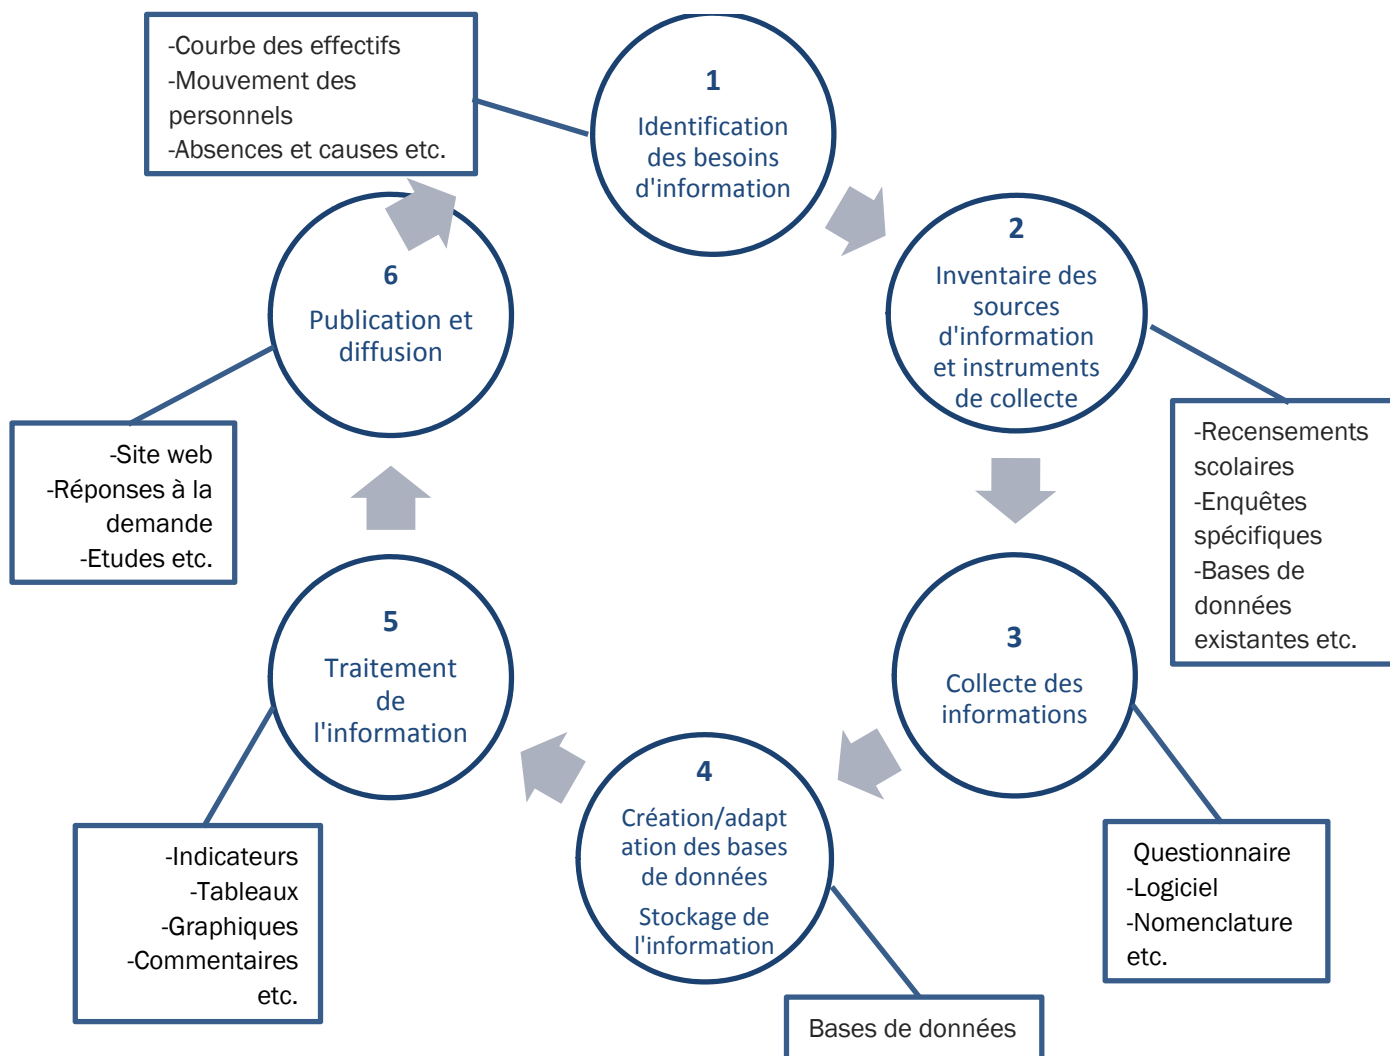 -Courbe des effectifs
-Mouvement des
personnels
-Absences et causes etc.
1
Identification
des besoins
d'information
2
Inventaire des
sources
d'information
et instruments
de collecte
-Recensements
scolaires
-Enquêtes
spécifiques
-Bases de
données
existantes etc.
3
Collecte des
informations
Questionnaire
-Logiciel
-Nomenclature
etc.
4
Création/adapt
ation des bases
de données
Stockage de
l'information
Bases de données
5
Traitement
de
l'information
-Indicateurs
-Tableaux
-Graphiques
-Commentaires
etc.
6
Publication et
diffusion
-Site web
-Réponses à la
demande
-Etudes etc.